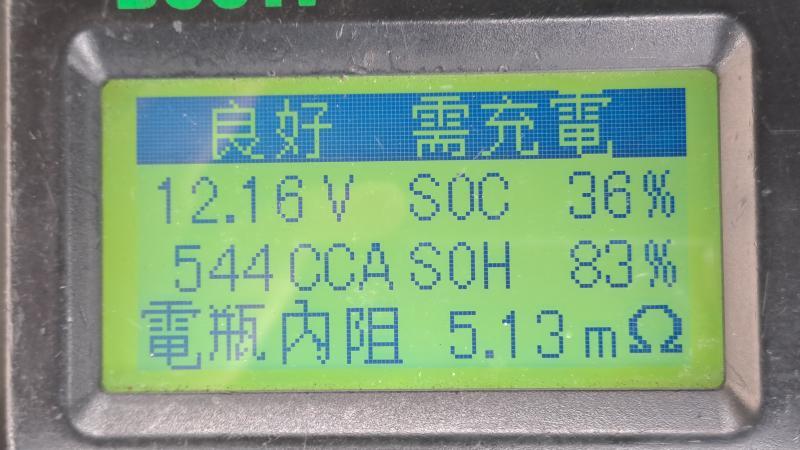 良好 需充電
12.16V SOC 36%
544CCA SOH 83%
電瓶內阻 5.13mΩ